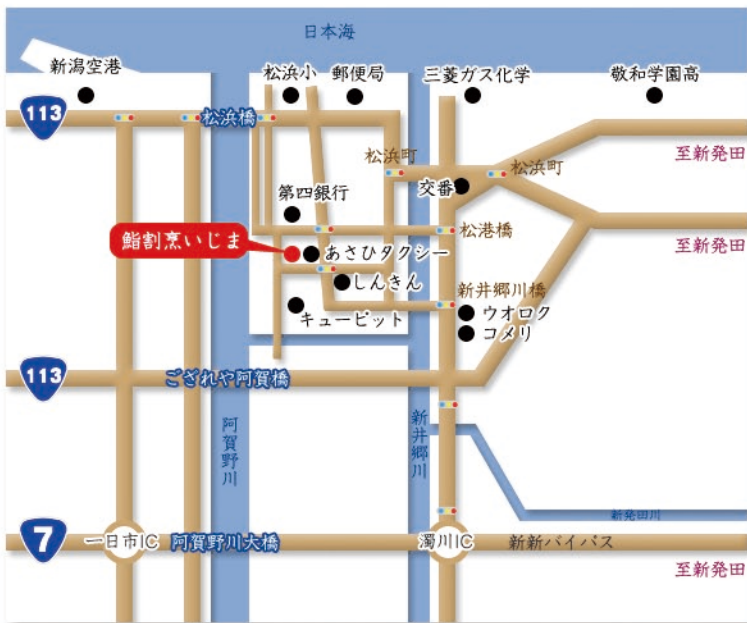 日本海
新潟空港
松浜小
郵便局
三菱ガス化学
敬和学園高
113
松浜橋
松浜町
松浜町
至新発田
交番
第四銀行
松港橋
鮨割烹いじま
あさひタクシー
至新発田
しんきん
新井郷川橋
キューピット
ウオロク
コメリ
113
ござれや阿賀橋
阿賀野川
新井郷川
新発田川
7
一日市IC
阿賀野川大橋
濁川IC
新新バイパス
至新発田